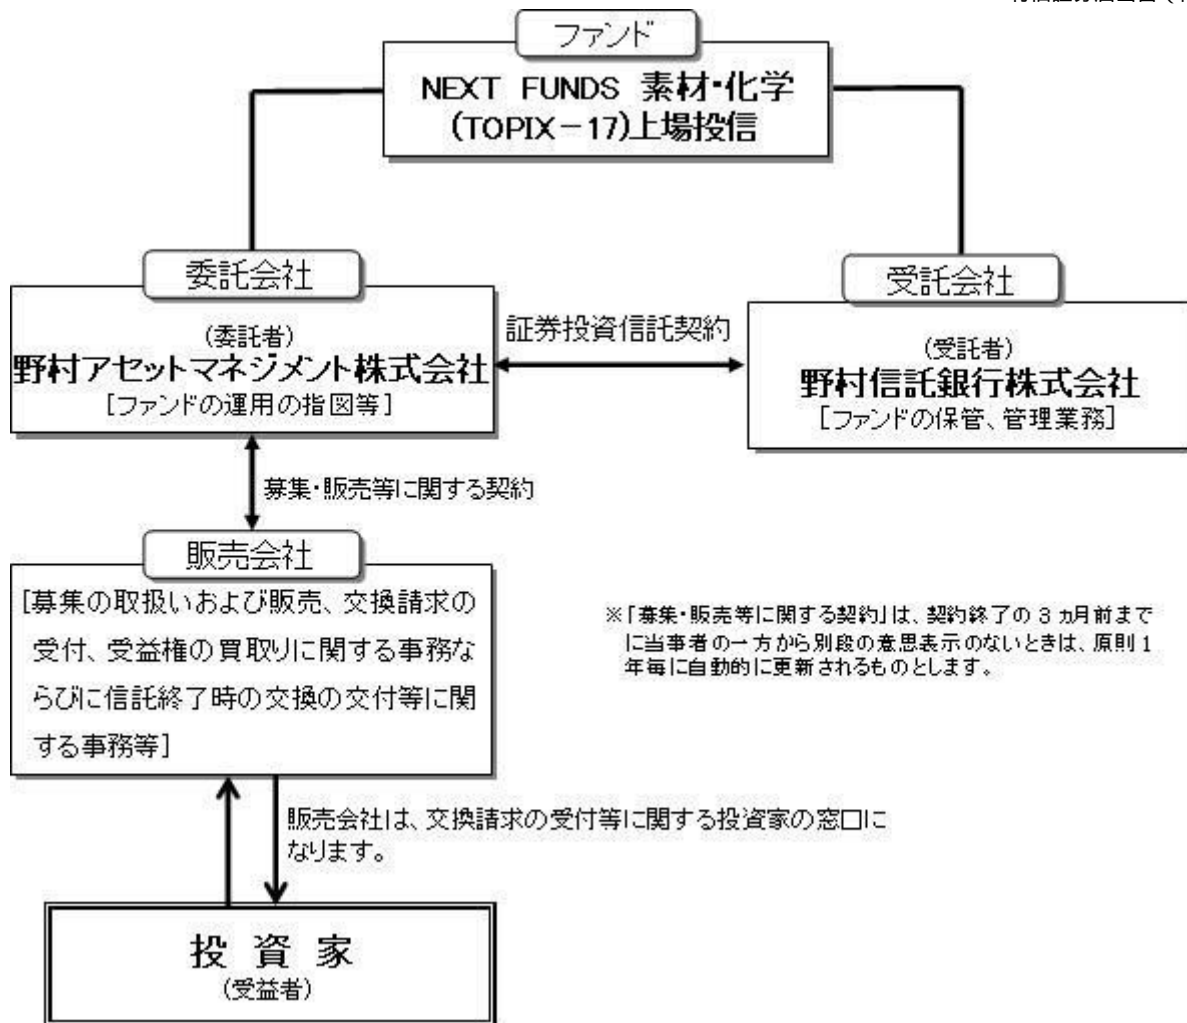 ファンド
NEXT FUNDS 素材・化学
(TOPIX－17)上場投信
委託会社
(委託者)
野村アセットマネジメント株式会社
[ファンドの運用の指図等]
証券投資信託契約
受託会社
(受託者)
野村信託銀行株式会社
[ファンドの保管、管理業務]
募集・販売等に関する契約
販売会社
[募集の取扱いおよび販売、交換請求の
受付、受益権の買取りに関する事務な
らびに信託終了時の交換の交付等に関
する事務等]
※「募集・販売等に関する契約」は、契約終了の 3 ヵ月前まで
に当事者の一方から別段の意思表示のないときは、原則 1
年毎に自動的に更新されるものとします。
販売会社は、交換請求の受付等に関する投資家の窓口に
なります。
投 資 家
(受益者)